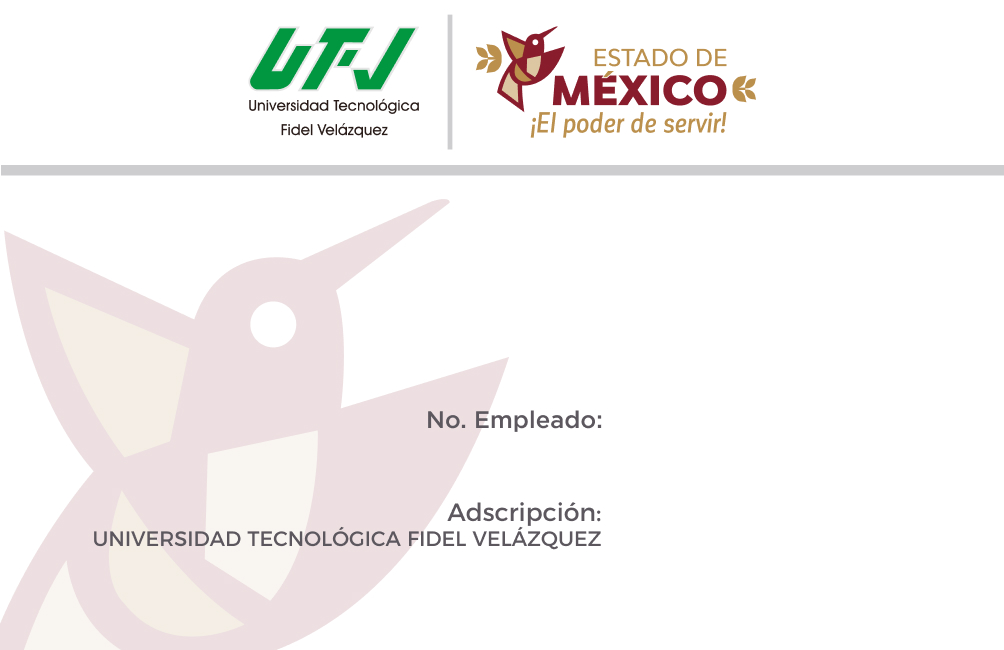 UTFV
Universidad Tecnológica
Fidel Velázquez
ESTADO DE
MÉXICO
¡El poder de servir!
No. Empleado:
Adscripción:
UNIVERSIDAD TECNOLÓGICA FIDEL VELÁZQUEZ